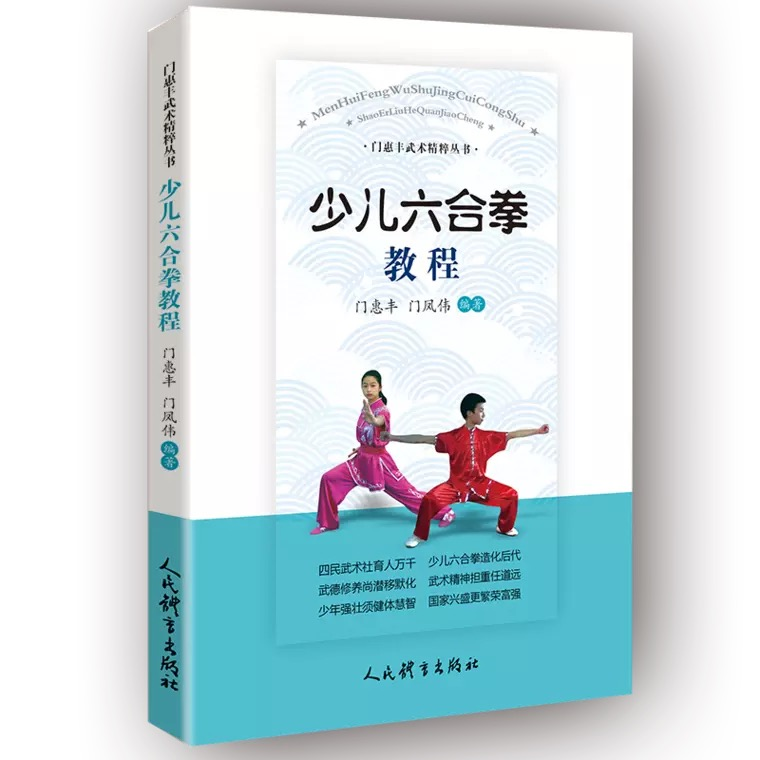 门惠丰武术精粹丛书
少儿六合拳教程
门惠丰 门凤伟 编著
人民体育出版社
MenHuiFengWuShuJingCuiCongShu
ShaoErLiuHeQuanJiaoCheng
·门惠丰武术精粹丛书·
少儿六合拳
教程
门惠丰 门凤伟 编著
四民武术社育人万千 少儿六合拳造化后代
武德修养尚潜移默化 武术精神担重任道远
少年强壮须健体慧智 国家兴盛更繁荣富强
人民体育出版社